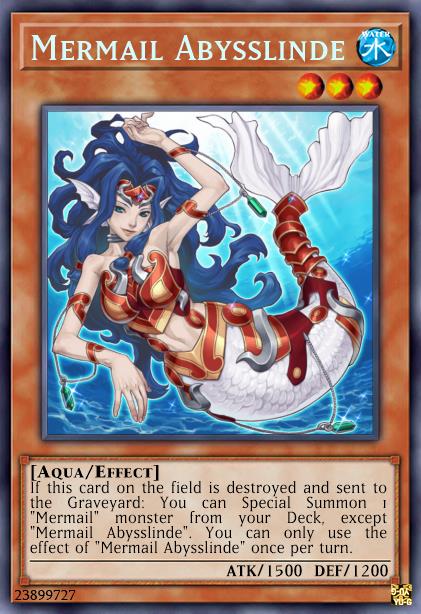 MERMAIL ABYSSLINDE
WATER
水
[AQUA/EFFECT]
If this card on the field is destroyed and sent to
the Graveyard: You can Special Summon 1
"Mermail" monster from your Deck, except
"Mermail Abysslinde". You can only use the
effect of "Mermail Abysslinde" once per turn.
ATK/1500 DEF/1200
23899727